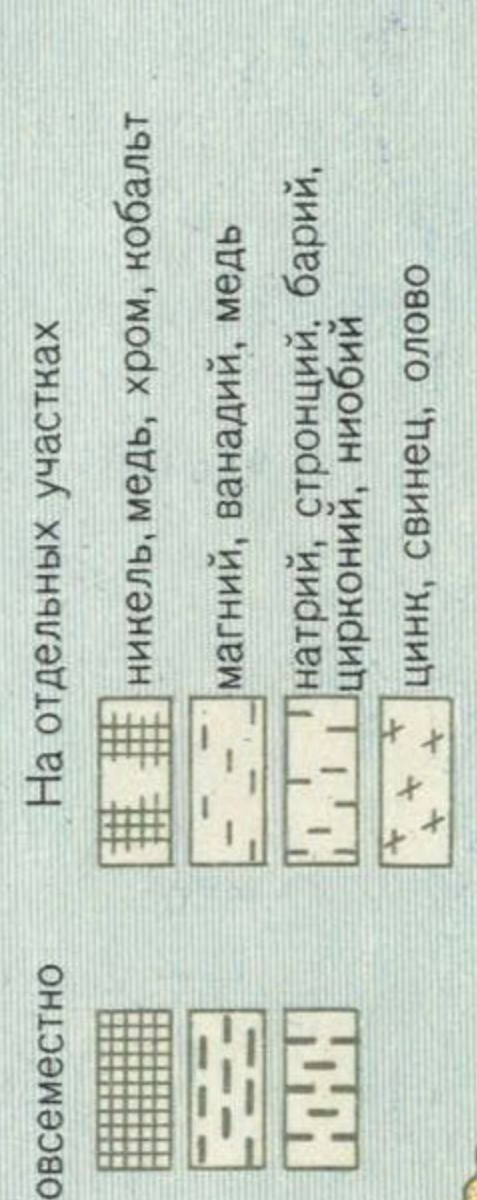 овсеместно
На отдельных участках
никель, медь, хром, кобальт
магний, ванадий, медь
натрий, стронций, барий,
цирконий, ниобий
цинк, свинец, олово